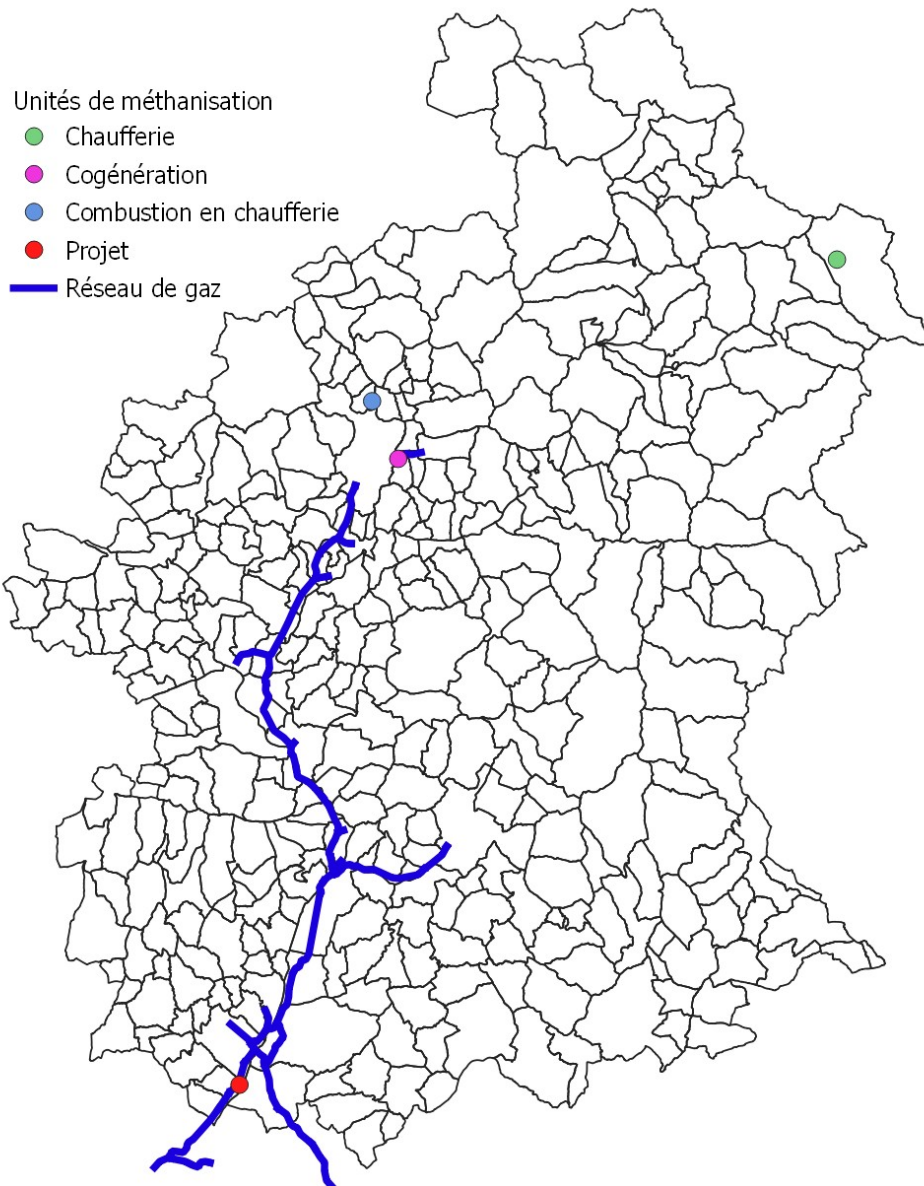 Unités de méthanisation
Chaufferie
Cogénération
Combustion en chaufferie
Projet
Réseau de gaz